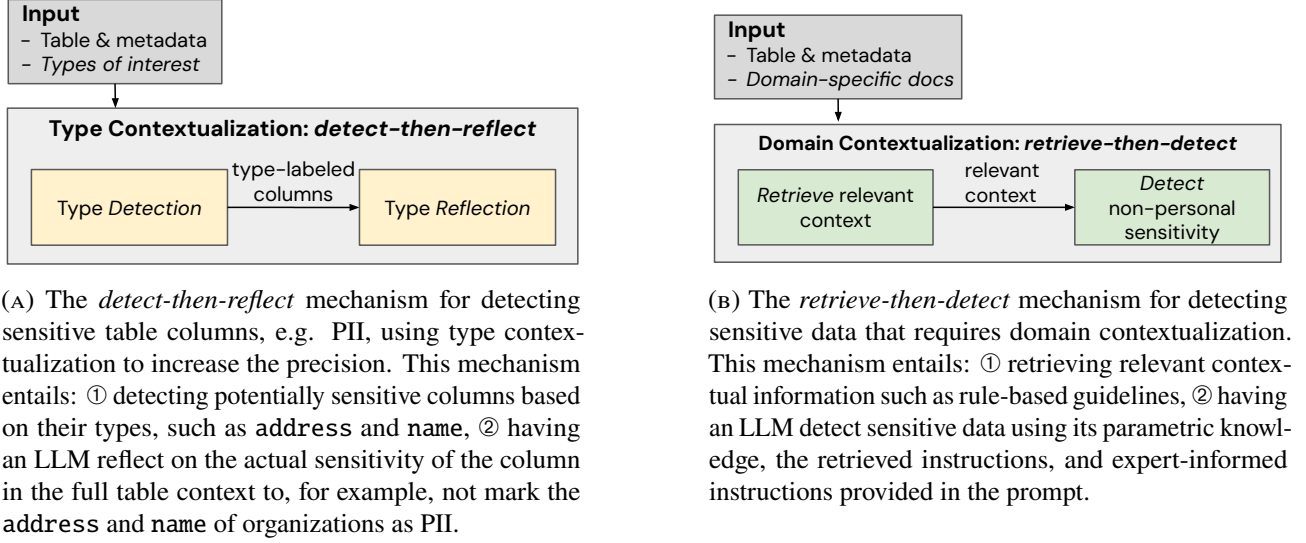 Input
- Table & metadata
- Types of interest
Type Contextualization: detect-then-reflect
Type Detection
type-labeled
columns
Type Reflection
(A) The detect-then-reflect mechanism for detecting
sensitive table columns, e.g. PII, using type contex-
tualization to increase the precision. This mechanism
entails: ① detecting potentially sensitive columns based
on their types, such as address and name, ② having
an LLM reflect on the actual sensitivity of the column
in the full table context to, for example, not mark the
address and name of organizations as PII.
Input
- Table & metadata
- Domain-specific docs
Domain Contextualization: retrieve-then-detect
Retrieve relevant
context
relevant
context
Detect
non-personal
sensitivity
(B) The retrieve-then-detect mechanism for detecting
sensitive data that requires domain contextualization.
This mechanism entails: ① retrieving relevant contex-
tual information such as rule-based guidelines, ② having
an LLM detect sensitive data using its parametric knowl-
edge, the retrieved instructions, and expert-informed
instructions provided in the prompt.